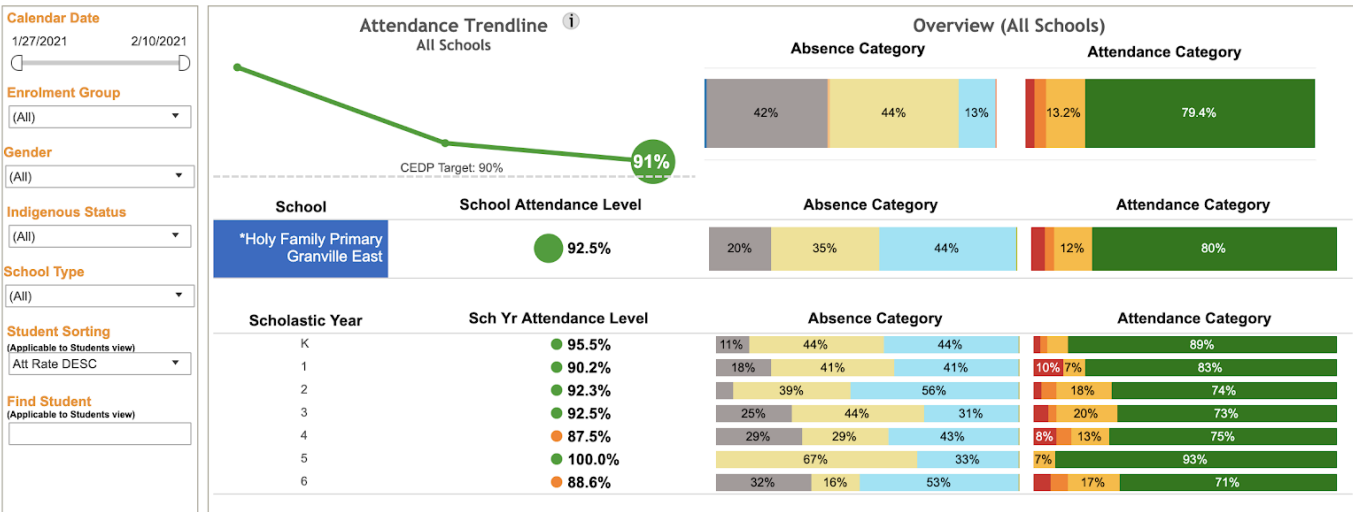 Calendar Date
1/27/2021 2/10/2021
Enrolment Group
(All)
Gender
(All)
Indigenous Status
(All)
School Type
(All)
Student Sorting
(Applicable to Students view)
Att Rate DESC
Find Student
(Applicable to Students view)
Attendance Trendline i
All Schools
CEDP Target: 90%
91%
Overview (All Schools)
Absence Category Attendance Category
42% 44% 13% 13.2% 79.4%
School School Attendance Level Absence Category Attendance Category
*Holy Family Primary
Granville East
92.5% 20% 35% 44% 12% 80%
Scholastic Year Sch Yr Attendance Level Absence Category Attendance Category
K 95.5% 11% 44% 44% 89%
1 90.2% 18% 41% 41% 10% 7% 83%
2 92.3% 39% 56% 18% 74%
3 92.5% 25% 44% 31% 20% 73%
4 87.5% 29% 29% 43% 8% 13% 75%
5 100.0% 67% 33% 7% 93%
6 88.6% 32% 16% 53% 17% 71%